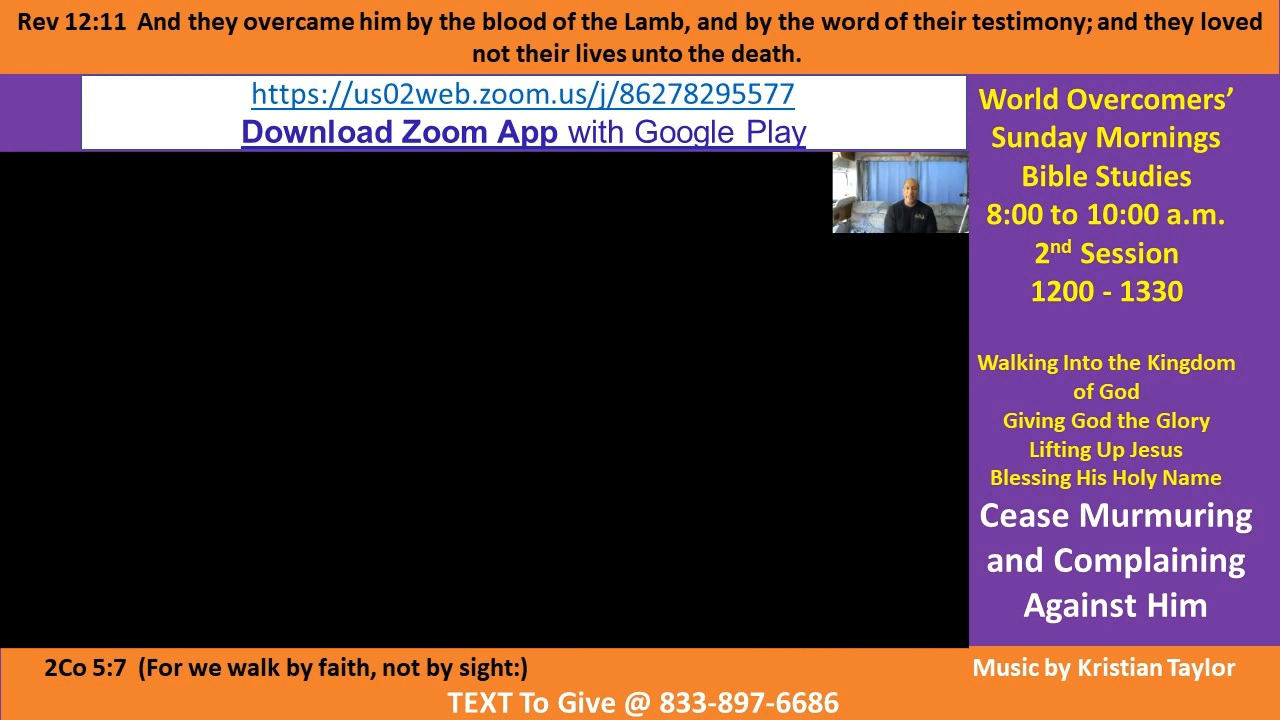 Rev 12:11  And they overcame him by the blood of the Lamb, and by the word of their testimony; and they loved
not their lives unto the death.
https://us02web.zoom.us/j/86278295577
Download Zoom App with Google Play
World Overcomers’
Sunday Mornings
Bible Studies
8:00 to 10:00 a.m.
2nd Session
1200 - 1330
Walking Into the Kingdom
of God
Giving God the Glory
Lifting Up Jesus
Blessing His Holy Name
Cease Murmuring
and Complaining
Against Him
2Co 5:7  (For we walk by faith, not by sight:)
Music by Kristian Taylor
TEXT To Give @ 833-897-6686